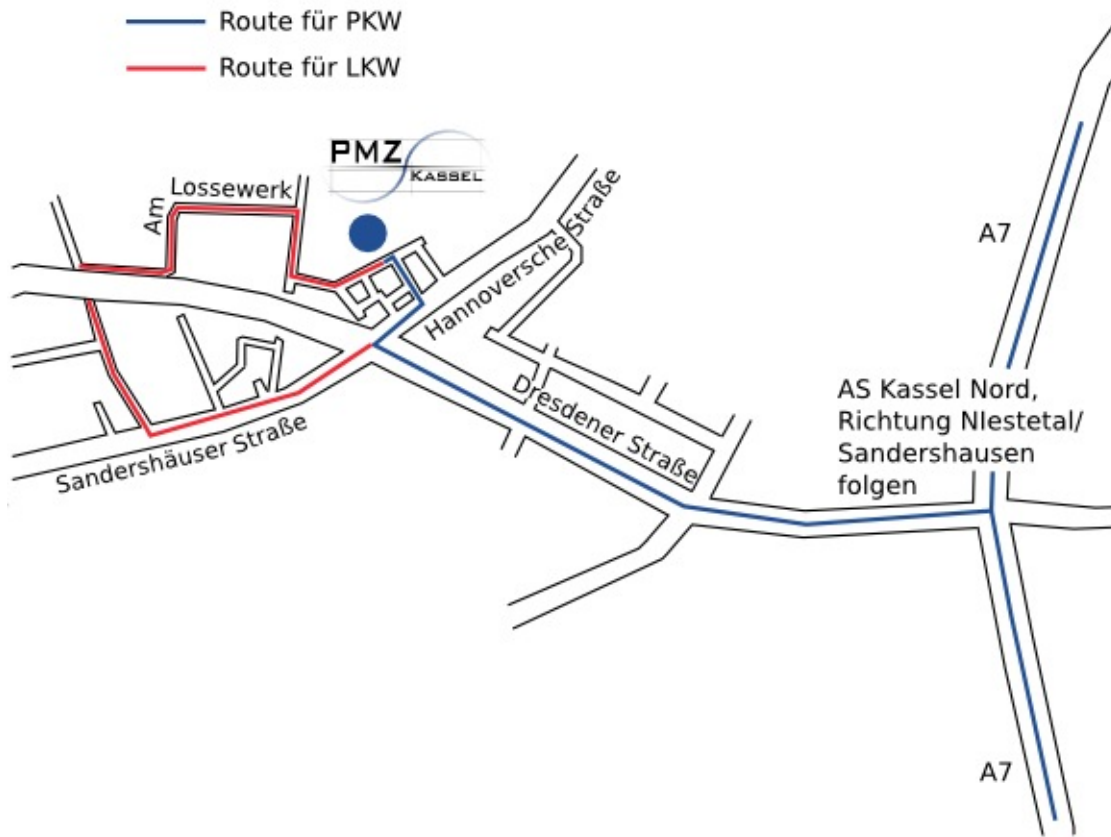 Route für PKW
Route für LKW
PMZ
KASSEL
Am
Lossewerk
Hannoversche Straße
A7
Dresdener Straße
AS Kassel Nord,
Richtung NIestetal/
Sandershausen
folgen
Sandershäuser Straße
A7